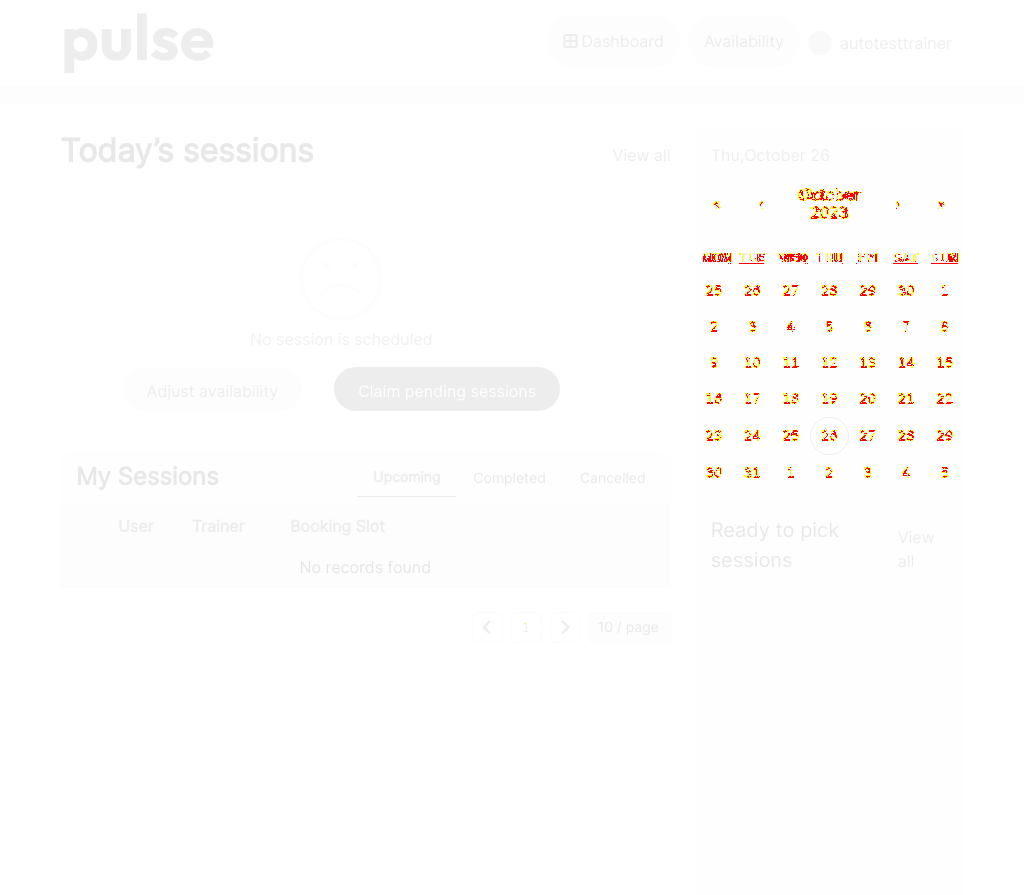 pulse
Dashboard
Availability
autotesttrainer
Today’s sessions
View all
No session is scheduled
Adjust availability
Claim pending sessions
My Sessions
Upcoming
Completed
Cancelled
User
Trainer
Booking Slot
No records found
1
10 / page
Thu,October 26
October
2023
MON TUE WED THU FRI SAT SUN
25 26 27 28 29 30 1
2 3 4 5 6 7 8
9 10 11 12 13 14 15
16 17 18 19 20 21 22
23 24 25 26 27 28 29
30 31 1 2 3 4 5
Ready to pick
sessions
View
all